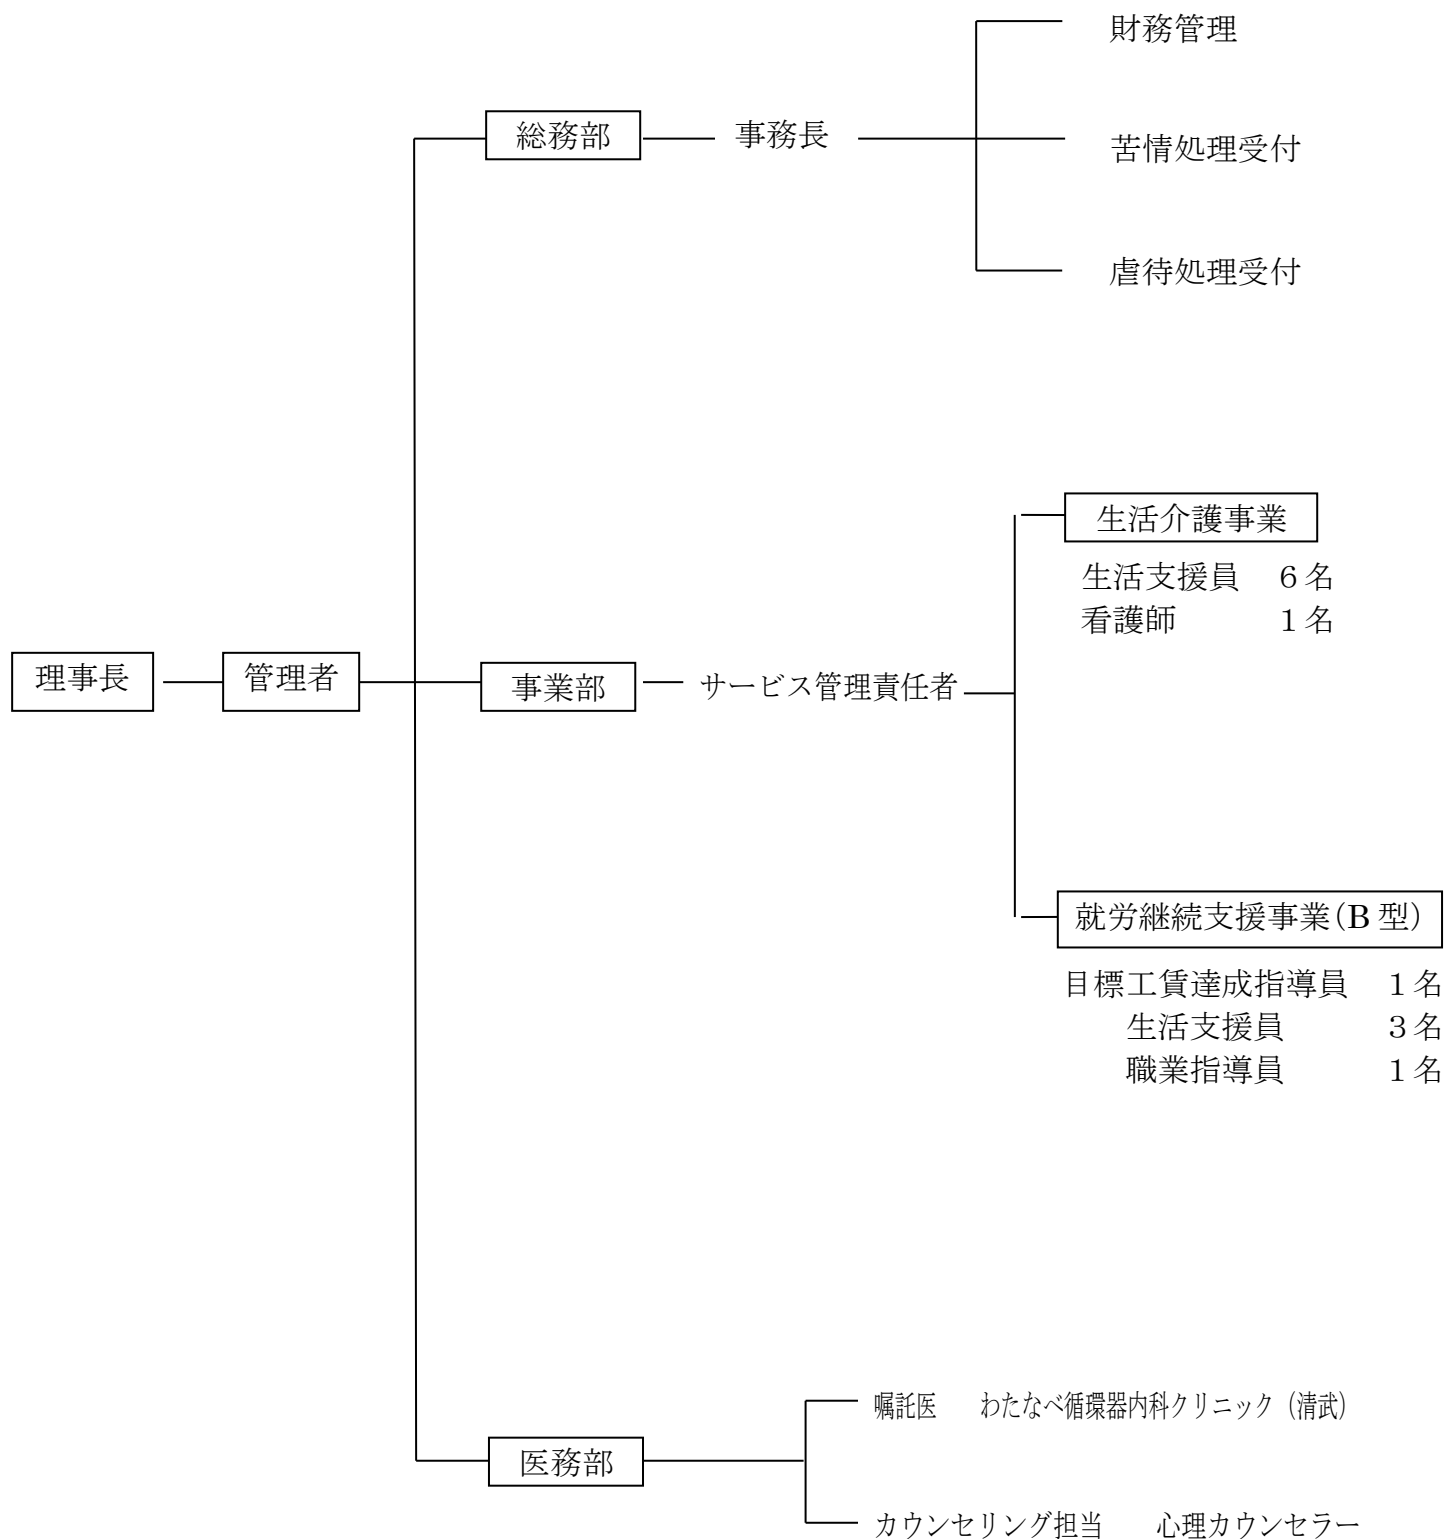 財務管理
総務部
事務長
苦情処理受付
虐待処理受付
生活介護事業
生活支援員　６名
看護師　１名
理事長
管理者
事業部
サービス管理責任者
就労継続支援事業(B 型)
目標工賃達成指導員　１名
生活支援員　３名
職業指導員　１名
嘱託医　わたなべ循環器内科クリニック（清武）
医務部
カウンセリング担当　心理カウンセラー